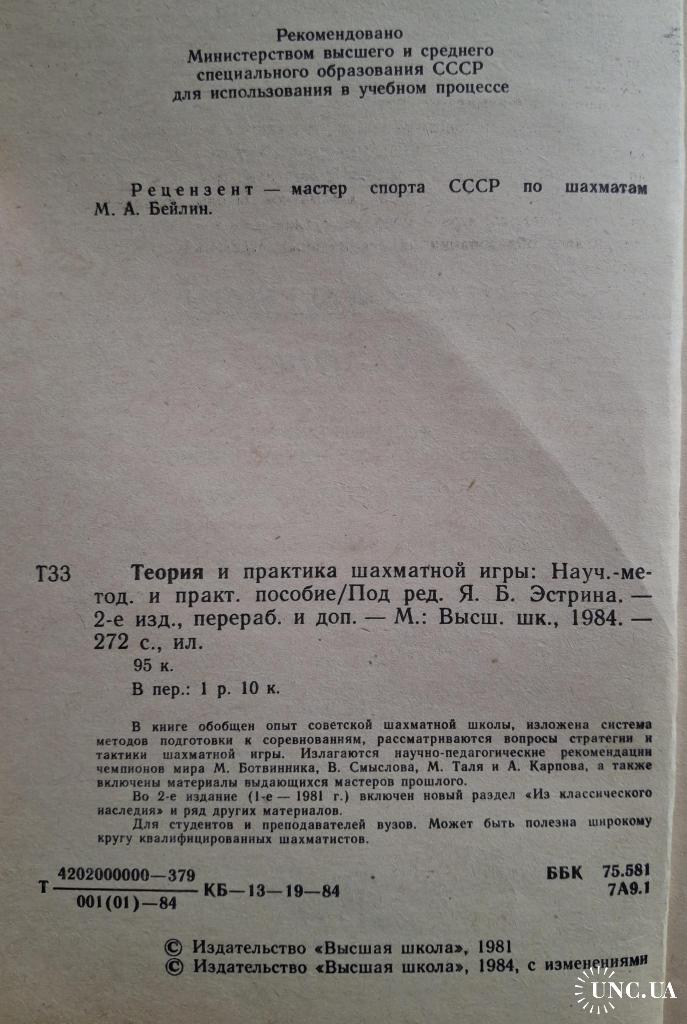 Рекомендовано
Министерством высшего и среднего
специального образования СССР
для использования в учебном процессе
Рецензент — мастер спорта СССР по шахматам
М. А. Бейлин.
Т33 Теория и практика шахматной игры: Науч.-ме-
тод. и практ. пособие/Под ред. Я. Б. Эстрина. —
2-е изд., перераб. и доп. — М.: Высш. шк., 1984. —
272 с., ил.
95 к.
В пер.: 1 р. 10 к.
В книге обобщен опыт советской шахматной школы, изложена система
методов подготовки к соревнованиям, рассматриваются вопросы стратегии и
тактики шахматной игры. Излагаются научно-педагогические рекомендации
чемпионов мира М. Ботвинника, В. Смыслова, М. Таля и А. Карпова, а также
включены материалы выдающихся мастеров прошлого.
Во 2-е издание (1-е — 1981 г.) включен новый раздел «Из классического
наследия» и ряд других материалов.
Для студентов и преподавателей вузов. Может быть полезна широкому
кругу квалифицированных шахматистов.
Т 4202000000—379 КБ—13—19—84
001(01)—84
ББК 75.581
7А9.1
© Издательство «Высшая школа», 1981
© Издательство «Высшая школа», 1984, с изменениями
UNC.UA